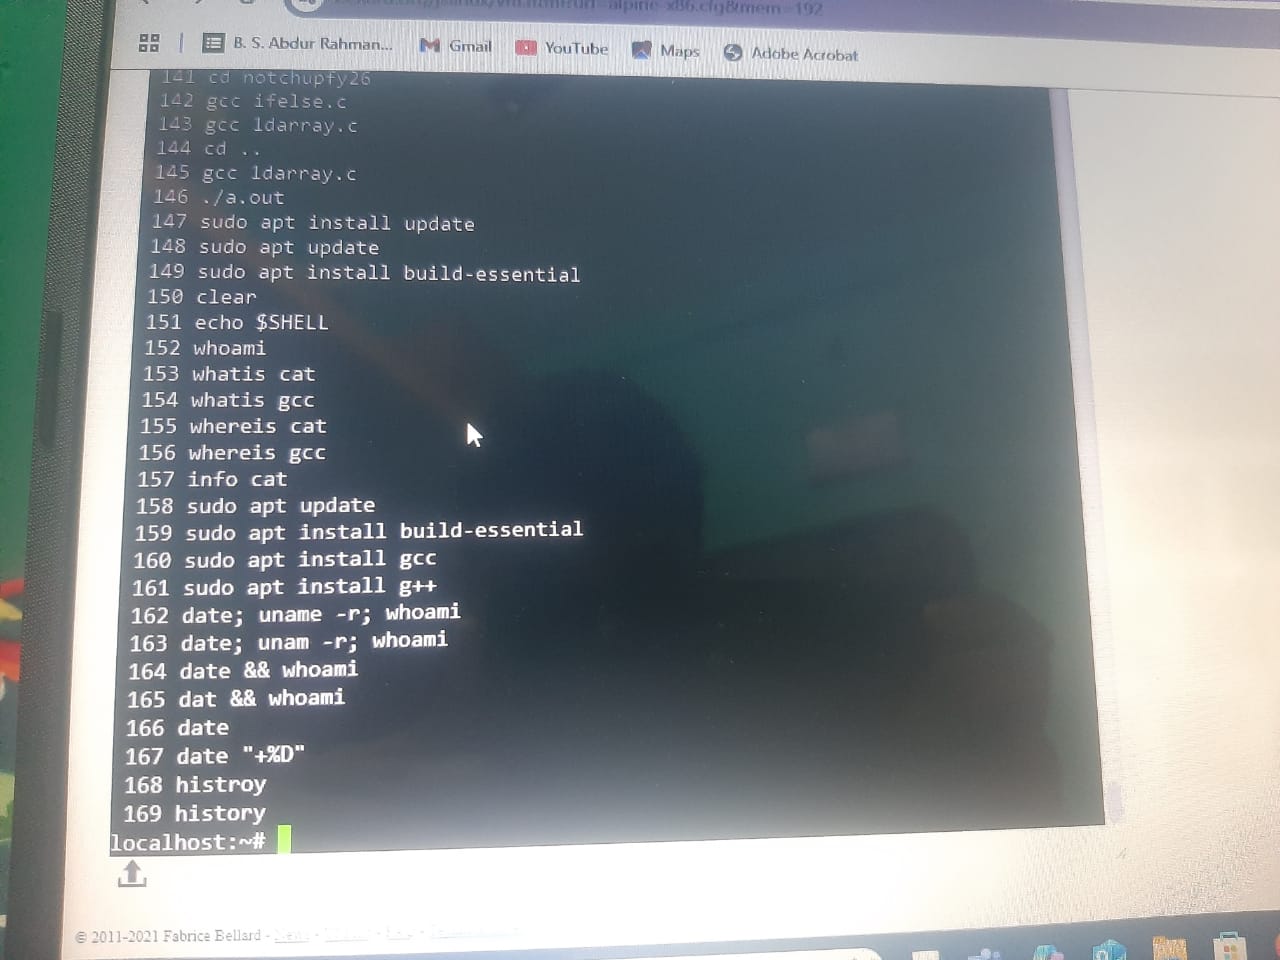 alpine-x86.cfg&mem=192
B. S. Abdur Rahman... Gmail YouTube Maps Adobe Acrobat
141 cd notchupfy26
142 gcc ifelse.c
143 gcc 1darray.c
144 cd ..
145 gcc 1darray.c
146 ./a.out
147 sudo apt install update
148 sudo apt update
149 sudo apt install build-essential
150 clear
151 echo $SHELL
152 whoami
153 whatis cat
154 whatis gcc
155 whereis cat
156 whereis gcc
157 info cat
158 sudo apt update
159 sudo apt install build-essential
160 sudo apt install gcc
161 sudo apt install g++
162 date; uname -r; whoami
163 date; unam -r; whoami
164 date && whoami
165 dat && whoami
166 date
167 date "+%D"
168 histroy
169 history
localhost:~#
© 2011-2021 Fabrice Bellard -